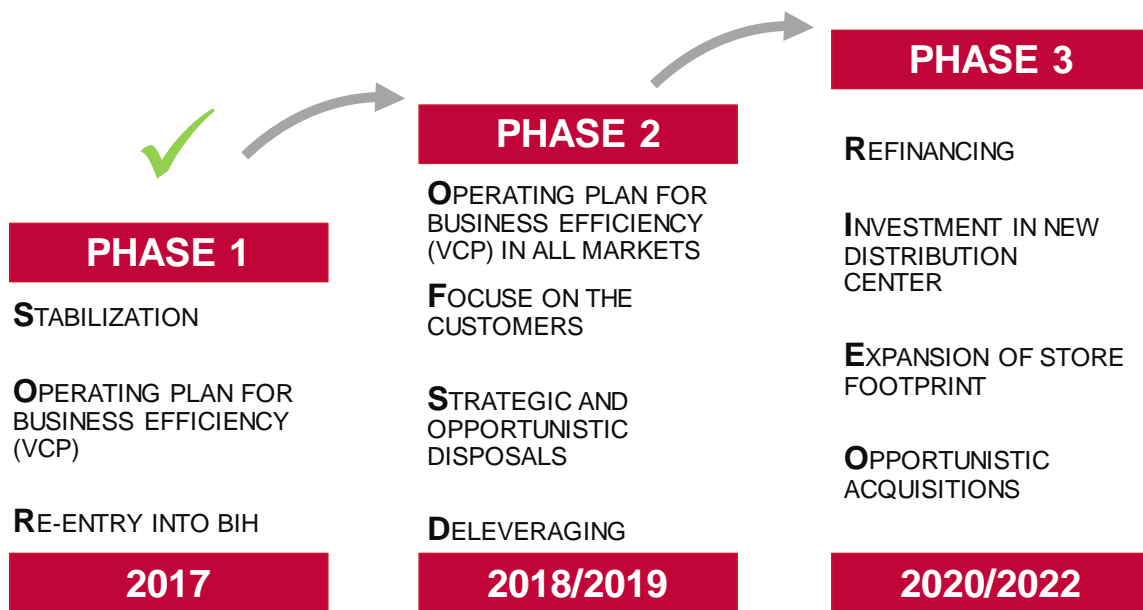 PHASE 1
STABILIZATION
OPERATING PLAN FOR
BUSINESS EFFICIENCY
(VCP)
RE-ENTRY INTO BIH
2017
PHASE 2
OPERATING PLAN FOR
BUSINESS EFFICIENCY
(VCP) IN ALL MARKETS
FOCUSE ON THE
CUSTOMERS
STRATEGIC AND
OPPORTUNISTIC
DISPOSALS
DELEVERAGING
2018/2019
PHASE 3
REFINANCING
INVESTMENT IN NEW
DISTRIBUTION
CENTER
EXPANSION OF STORE
FOOTPRINT
OPPORTUNISTIC
ACQUISITIONS
2020/2022